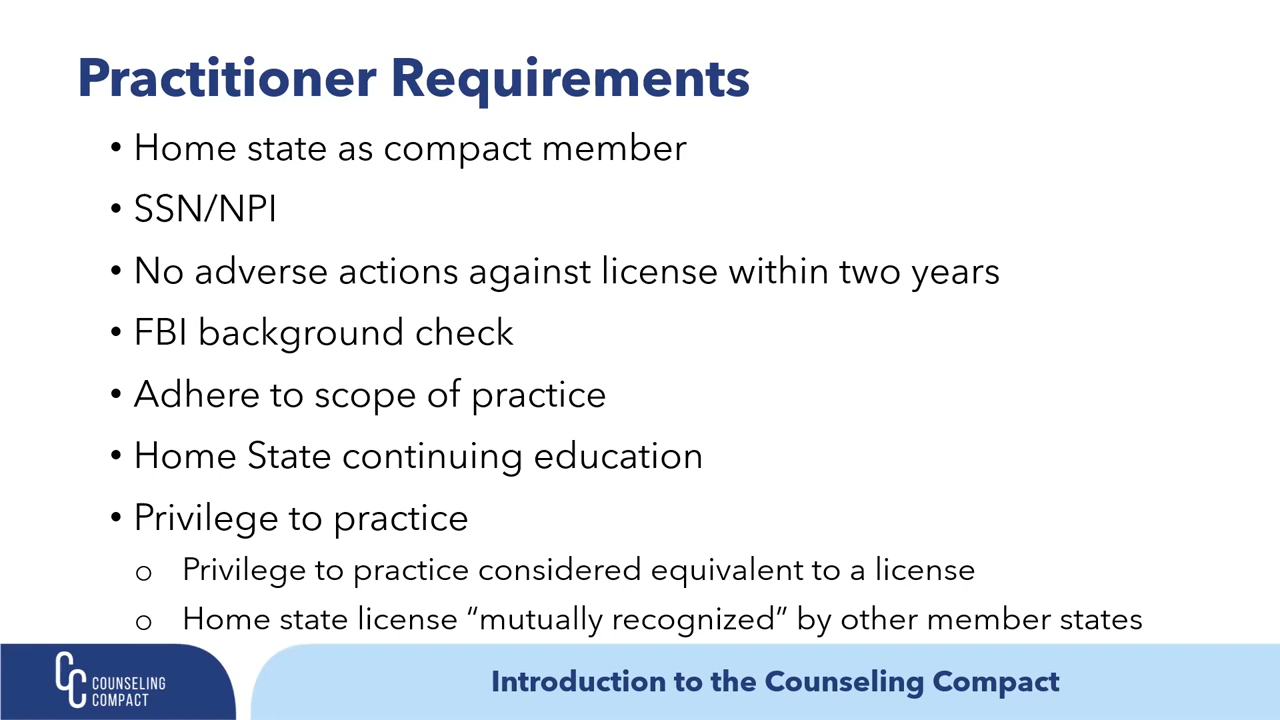 Practitioner Requirements
• Home state as compact member
• SSN/NPI
• No adverse actions against license within two years
• FBI background check
• Adhere to scope of practice
• Home State continuing education
• Privilege to practice
o Privilege to practice considered equivalent to a license
o Home state license “mutually recognized” by other member states
CC COUNSELING
COMPACT
Introduction to the Counseling Compact